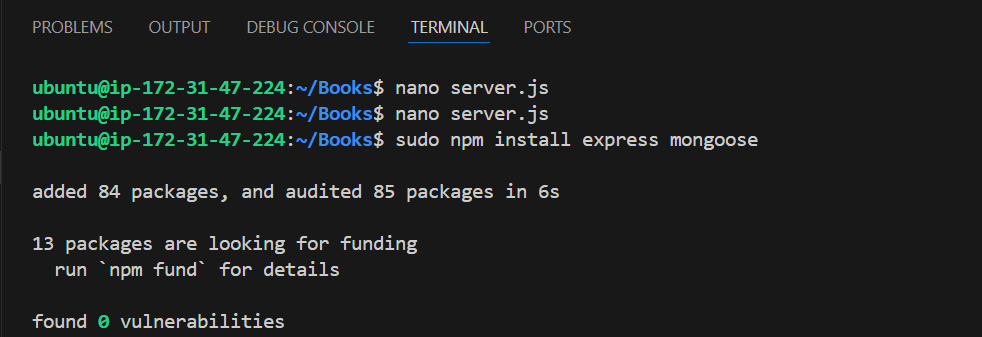 PROBLEMS OUTPUT DEBUG CONSOLE TERMINAL PORTS
ubuntu@ip-172-31-47-224:~/Books$ nano server.js
ubuntu@ip-172-31-47-224:~/Books$ nano server.js
ubuntu@ip-172-31-47-224:~/Books$ sudo npm install express mongoose
added 84 packages, and audited 85 packages in 6s
13 packages are looking for funding
  run `npm fund` for details
found 0 vulnerabilities